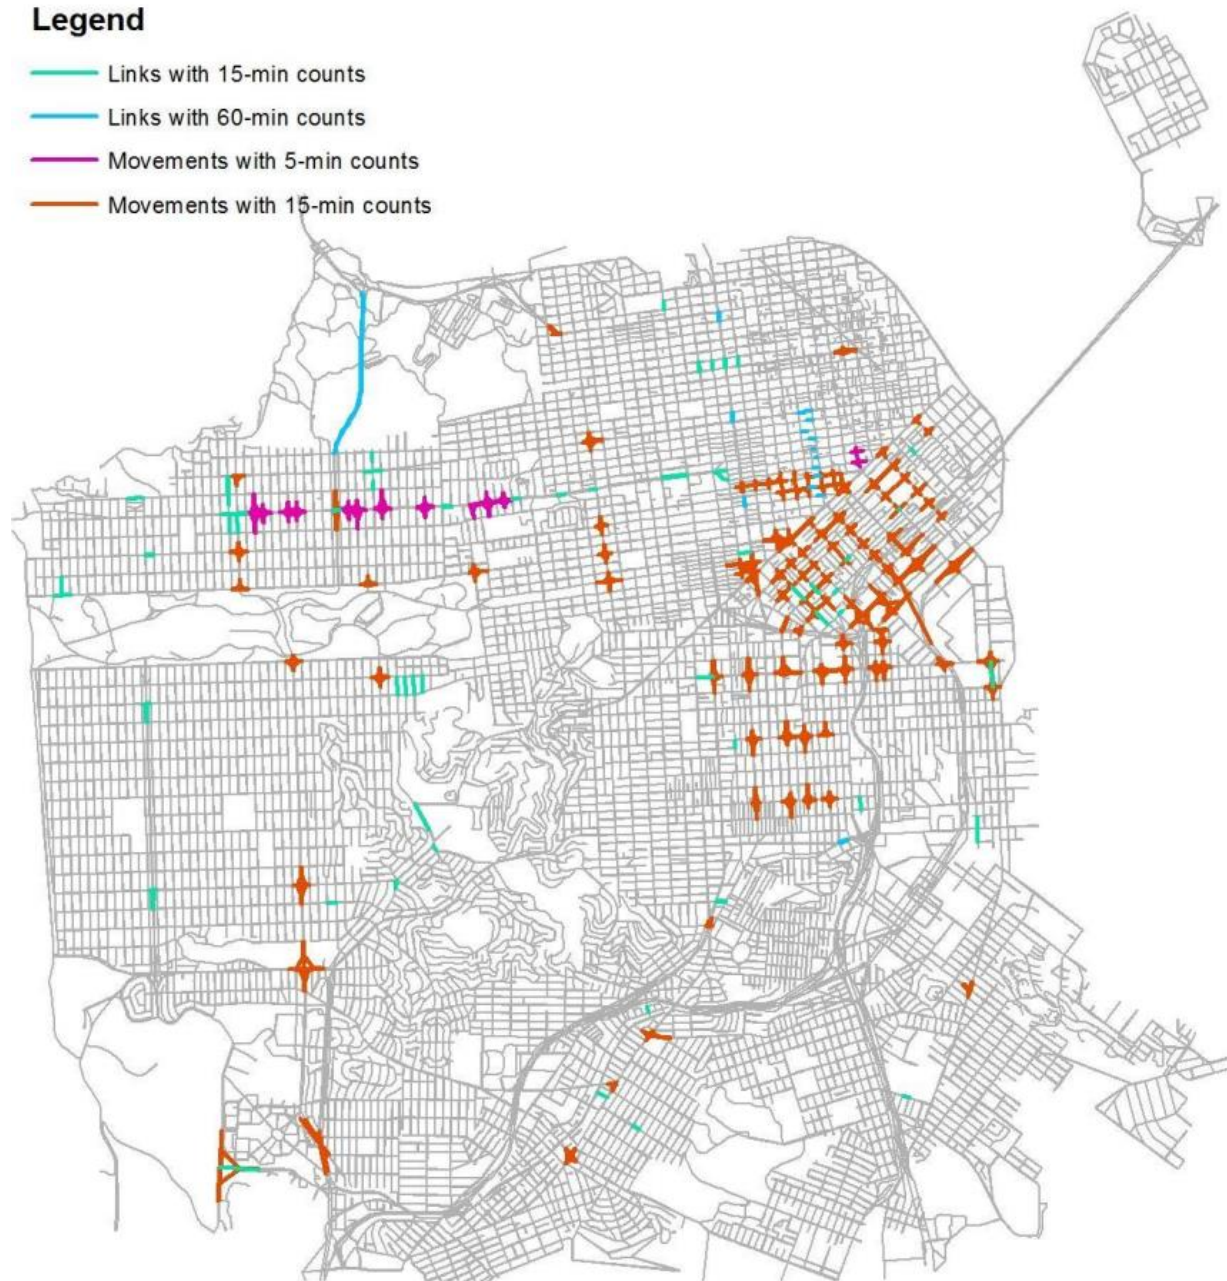 Legend
Links with 15-min counts
Links with 60-min counts
Movements with 5-min counts
Movements with 15-min counts